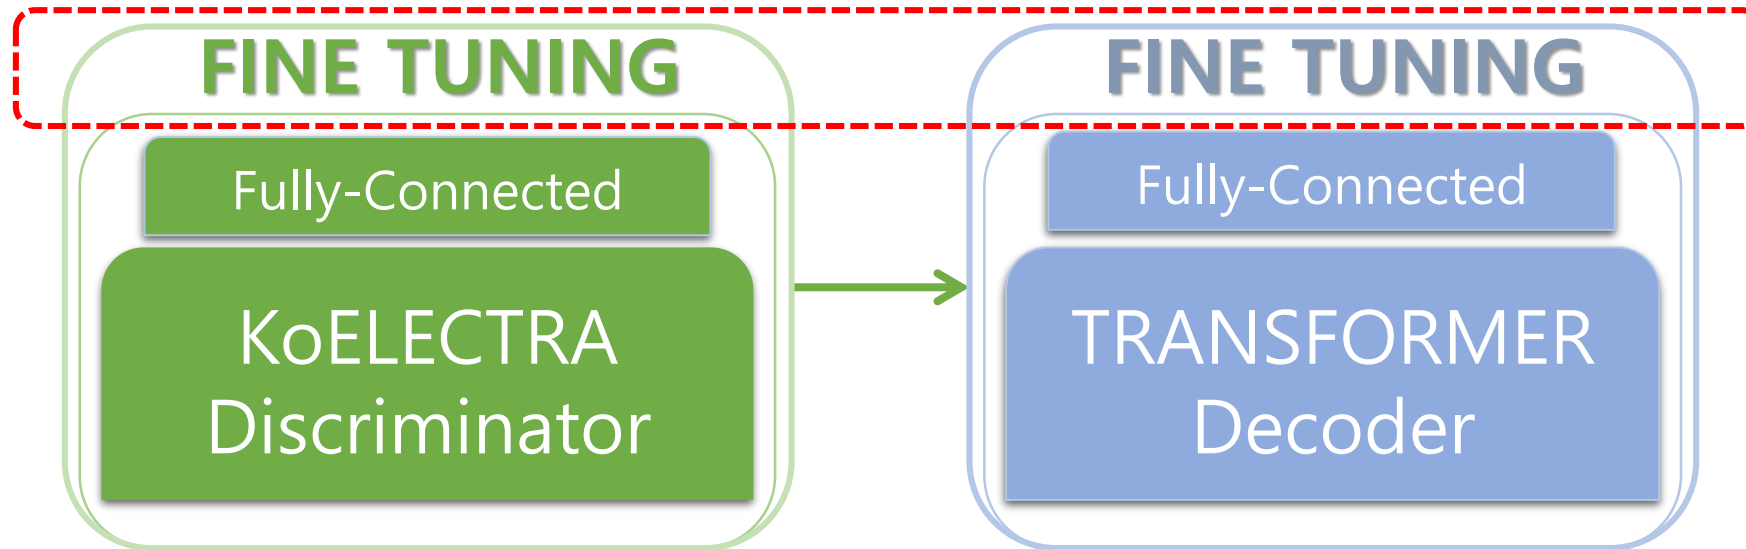 FINE TUNING
Fully-Connected
KoELECTRA
Discriminator
FINE TUNING
Fully-Connected
TRANSFORMER
Decoder